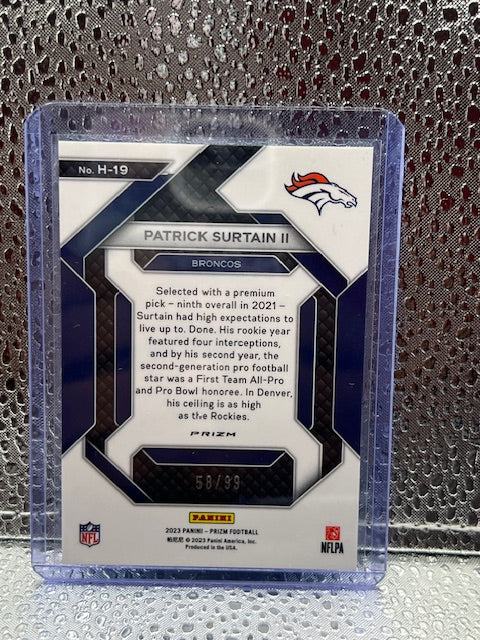 No. H-19
PATRICK SURTAIN II
BRONCOS
Selected with a premium
pick – ninth overall in 2021 –
Surtain had high expectations to
live up to. Done. His rookie year
featured four interceptions,
and by his second year, the
second-generation pro football
star was a First Team All-Pro
and Pro Bowl honoree. In Denver,
his ceiling is as high
as the Rockies.
PRIZM
58/99
PANINI
2023 PANINI – PRIZM FOOTBALL
帕尼尼 © 2023 Panini America, Inc.
Produced in the USA.
NFL
NFLPA